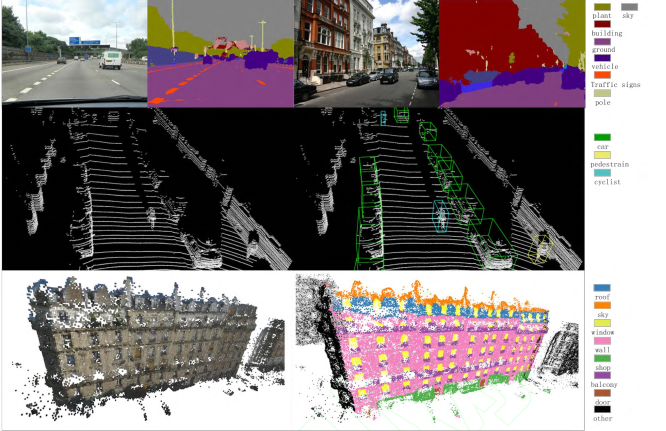 plant sky
building
ground
vehicle
Traffic signs
pole
car
pedestrain
cyclist
roof
sky
window
wall
shop
balcony
door
other